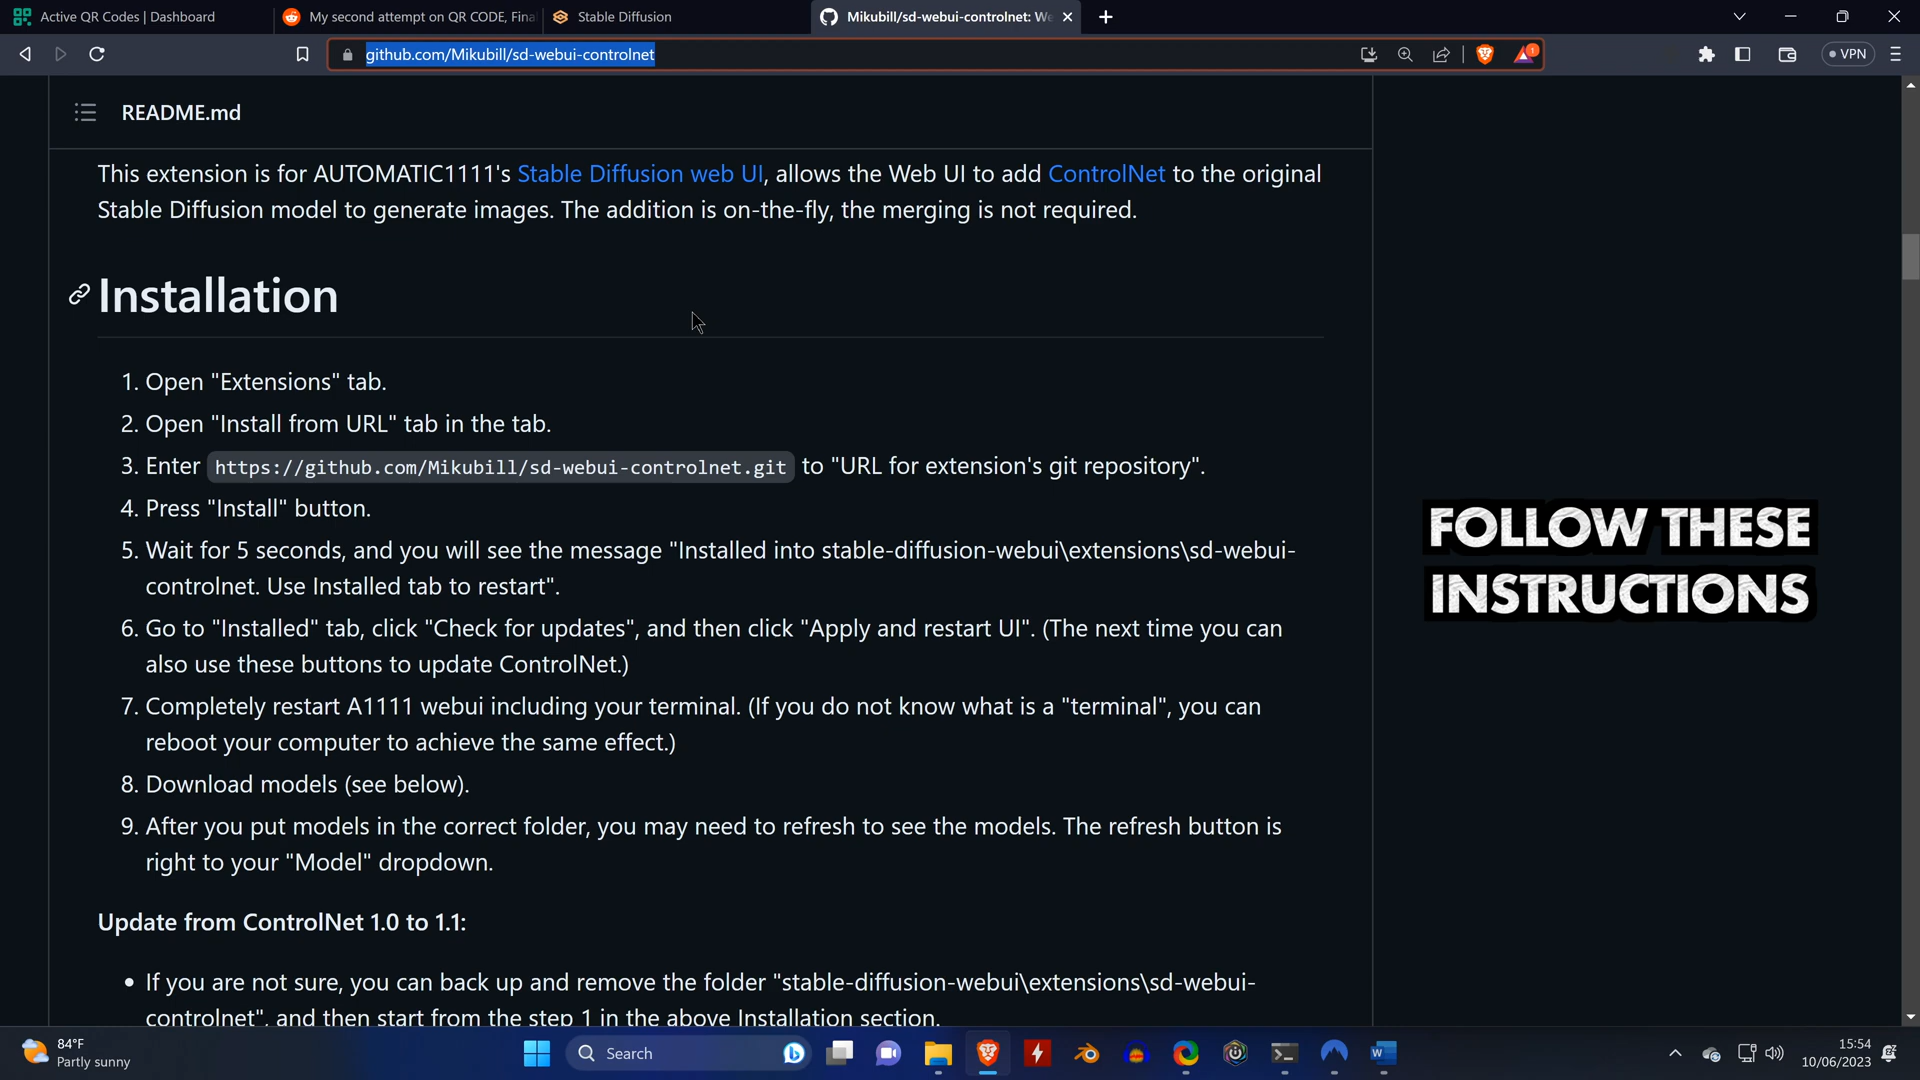 Active QR Codes | Dashboard
My second attempt on QR CODE, Fina
Stable Diffusion
Mikubill/sd-webui-controlnet: We
github.com/Mikubill/sd-webui-controlnet
1
VPN
README.md
This extension is for AUTOMATIC1111's Stable Diffusion web UI, allows the Web UI to add ControlNet to the original
Stable Diffusion model to generate images. The addition is on-the-fly, the merging is not required.
Installation
1. Open "Extensions" tab.
2. Open "Install from URL" tab in the tab.
3. Enter https://github.com/Mikubill/sd-webui-controlnet.git to "URL for extension's git repository".
4. Press "Install" button.
5. Wait for 5 seconds, and you will see the message "Installed into stable-diffusion-webui\extensions\sd-webui-
controlnet. Use Installed tab to restart".
6. Go to "Installed" tab, click "Check for updates", and then click "Apply and restart UI". (The next time you can
also use these buttons to update ControlNet.)
7. Completely restart A1111 webui including your terminal. (If you do not know what is a "terminal", you can
reboot your computer to achieve the same effect.)
8. Download models (see below).
9. After you put models in the correct folder, you may need to refresh to see the models. The refresh button is
right to your "Model" dropdown.
FOLLOW THESE
INSTRUCTIONS
Update from ControlNet 1.0 to 1.1:
• If you are not sure, you can back up and remove the folder "stable-diffusion-webui\extensions\sd-webui-
controlnet", and then start from the step 1 in the above Installation section.
84°F
Partly sunny
Search
15:54
10/06/2023